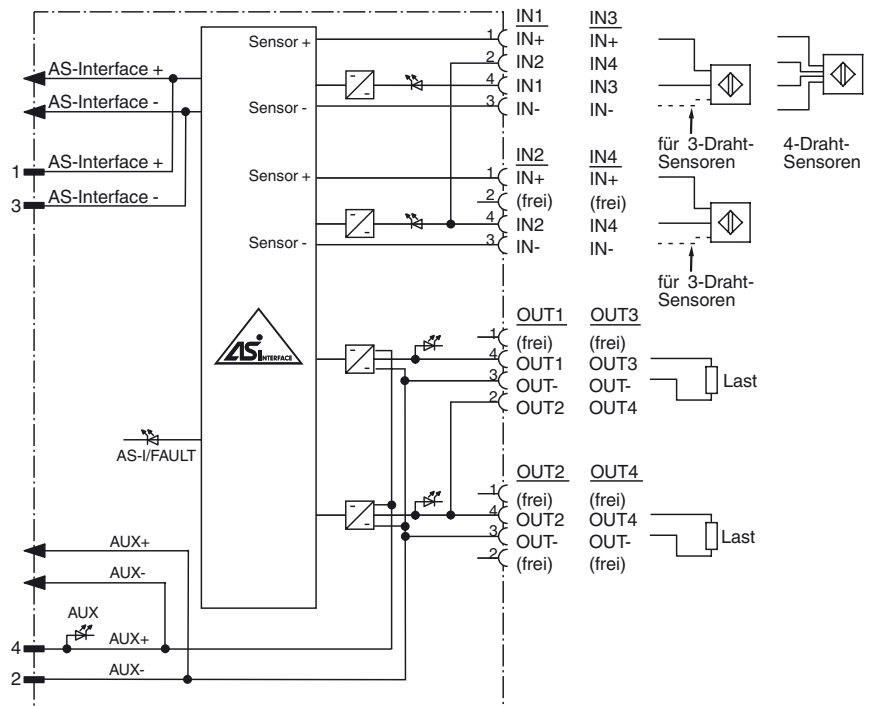 IN1 IN3
Sensor + 1 IN+ IN+
2 IN2 IN4
AS-Interface + 4 IN1 IN3
AS-Interface - Sensor - 3 IN- IN-
für 3-Draht-
Sensoren
4-Draht-
Sensoren
IN2 IN4
1 AS-Interface + Sensor + 1 IN+ IN+
2 (frei) (frei)
3 AS-Interface - 4 IN2 IN4
Sensor - 3 IN- IN-
für 3-Draht-
Sensoren
OUT1 OUT3
1 (frei) (frei)
ASi INTERFACE 4 OUT1 OUT3
3 OUT- OUT- Last
2 OUT2 OUT4
AS-I/FAULT
OUT2 OUT4
1 (frei) (frei)
4 OUT2 OUT4
AUX+ 3 OUT- OUT- Last
2 (frei) (frei)
AUX-
AUX
4 AUX+
2 AUX-